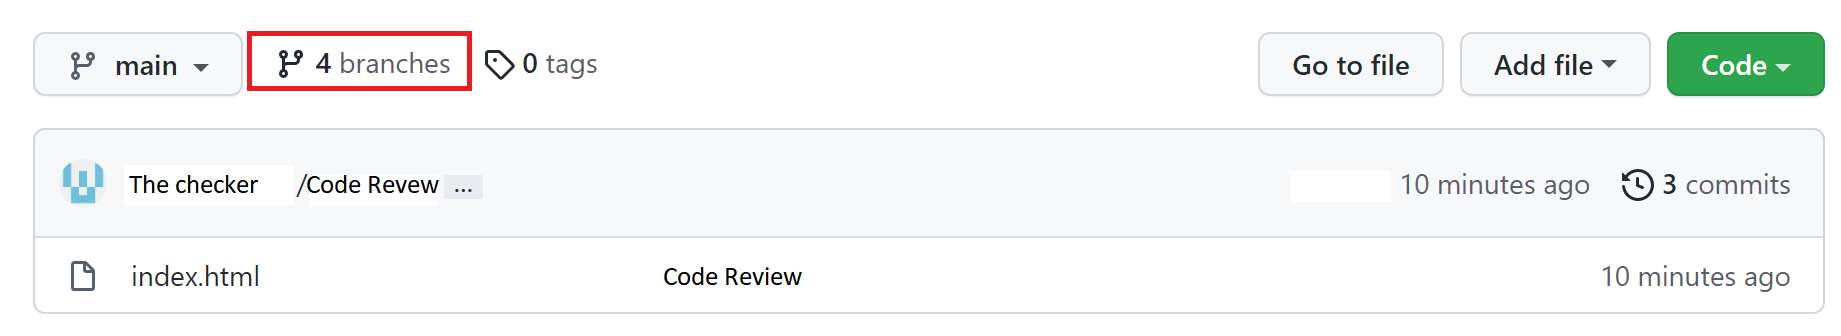 main 4 branches 0 tags Go to file Add file Code
The checker /Code Revew ... 10 minutes ago 3 commits
index.html Code Review 10 minutes ago